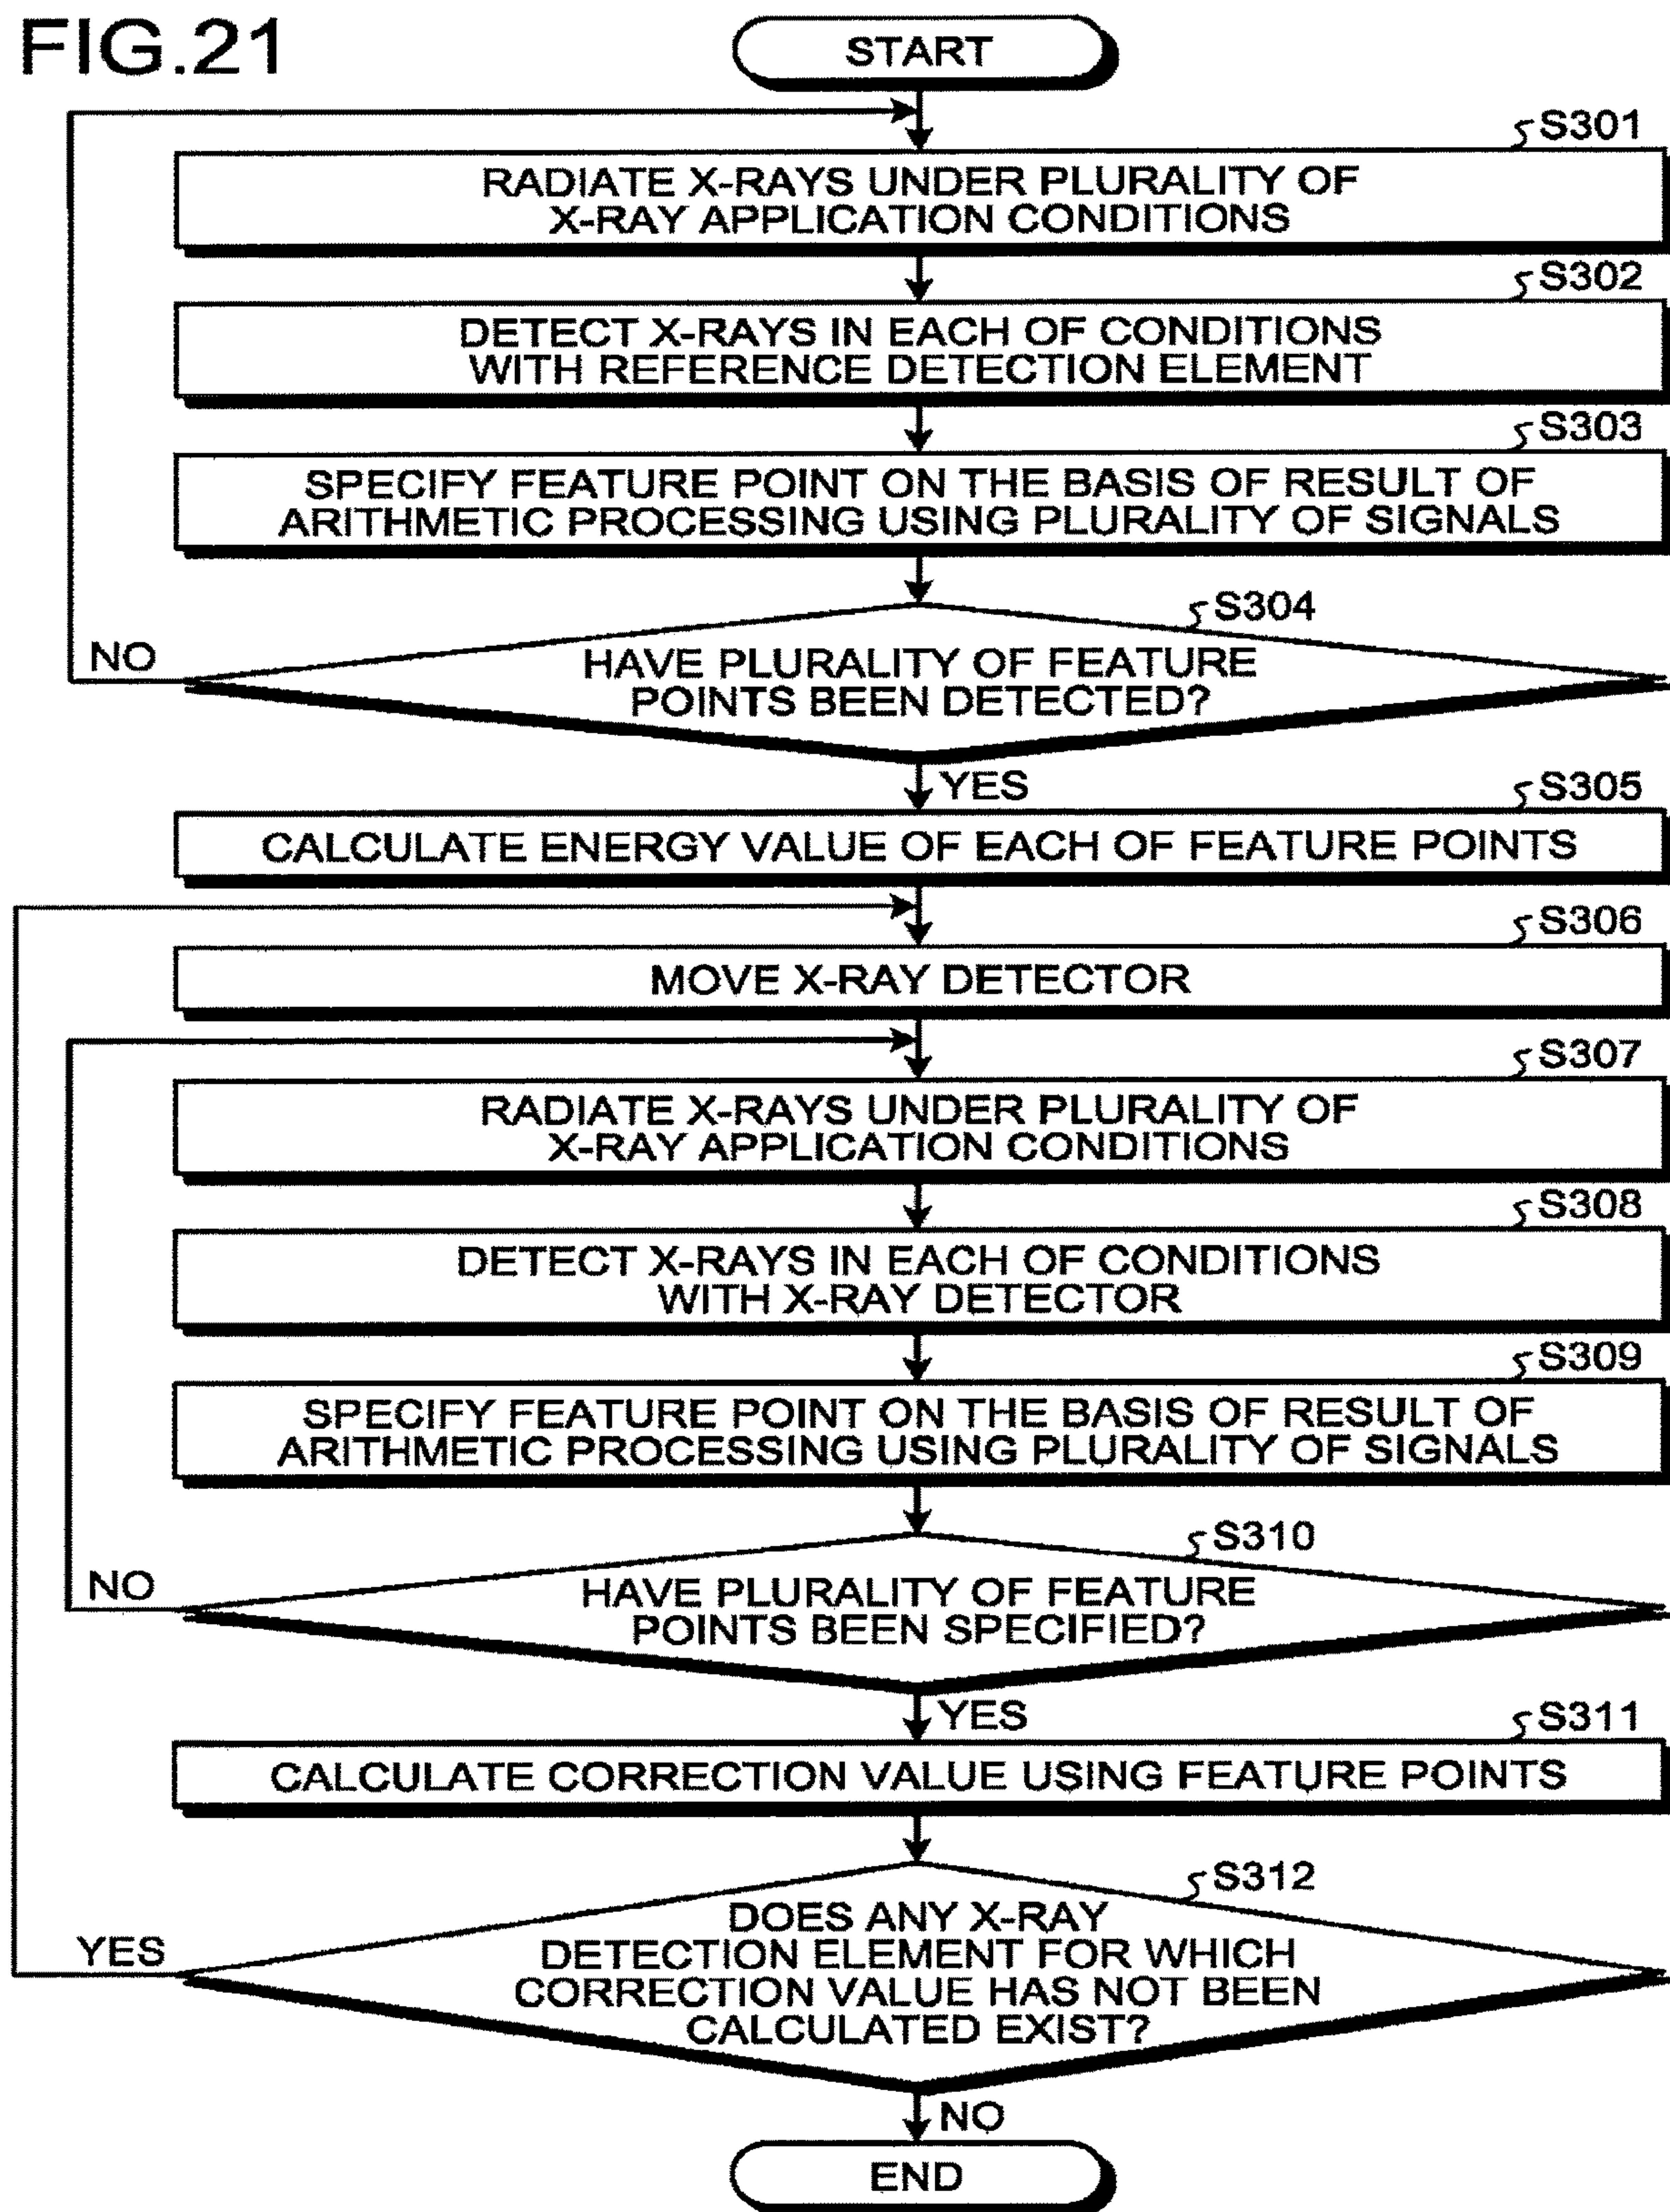 FIG.21
START
S301
RADIATE X-RAYS UNDER PLURALITY OF
X-RAY APPLICATION CONDITIONS
S302
DETECT X-RAYS IN EACH OF CONDITIONS
WITH REFERENCE DETECTION ELEMENT
S303
SPECIFY FEATURE POINT ON THE BASIS OF RESULT OF
ARITHMETIC PROCESSING USING PLURALITY OF SIGNALS
S304
NO
HAVE PLURALITY OF FEATURE
POINTS BEEN DETECTED?
YES
S305
CALCULATE ENERGY VALUE OF EACH OF FEATURE POINTS
S306
MOVE X-RAY DETECTOR
S307
RADIATE X-RAYS UNDER PLURALITY OF
X-RAY APPLICATION CONDITIONS
S308
DETECT X-RAYS IN EACH OF CONDITIONS
WITH X-RAY DETECTOR
S309
SPECIFY FEATURE POINT ON THE BASIS OF RESULT OF
ARITHMETIC PROCESSING USING PLURALITY OF SIGNALS
S310
NO
HAVE PLURALITY OF FEATURE
POINTS BEEN SPECIFIED?
YES
S311
CALCULATE CORRECTION VALUE USING FEATURE POINTS
S312
YES
DOES ANY X-RAY
DETECTION ELEMENT FOR WHICH
CORRECTION VALUE HAS NOT BEEN
CALCULATED EXIST?
NO
END